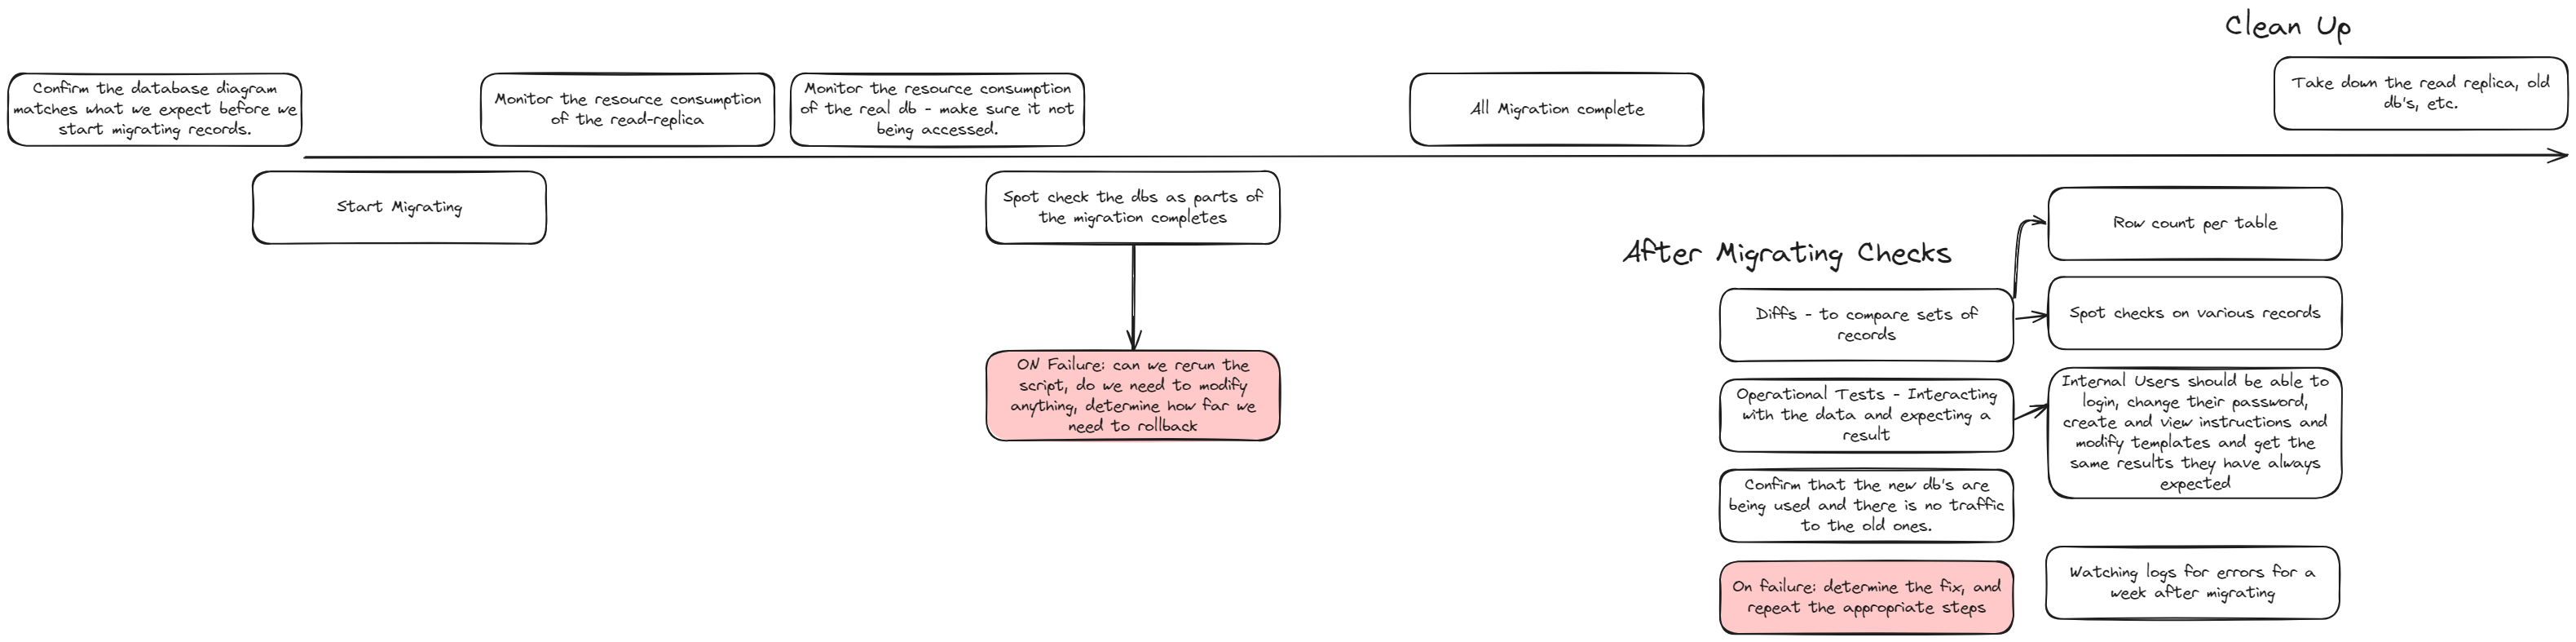 Clean Up
Confirm the database diagram
matches what we expect before we
start migrating records.
Monitor the resource consumption
of the read-replica
Monitor the resource consumption
of the real db - make sure it not
being accessed.
All Migration complete
Take down the read replica, old
db's, etc.
Start Migrating
Spot check the dbs as parts of
the migration completes
ON Failure: can we rerun the
script, do we need to modify
anything, determine how far we
need to rollback
After Migrating Checks
Diffs - to compare sets of
records
Row count per table
Spot checks on various records
Operational Tests - Interacting
with the data and expecting a
result
Internal Users should be able to
login, change their password,
create and view instructions and
modify templates and get the
same results they have always
expected
Confirm that the new db's are
being used and there is no traffic
to the old ones.
On failure: determine the fix, and
repeat the appropriate steps
Watching logs for errors for a
week after migrating